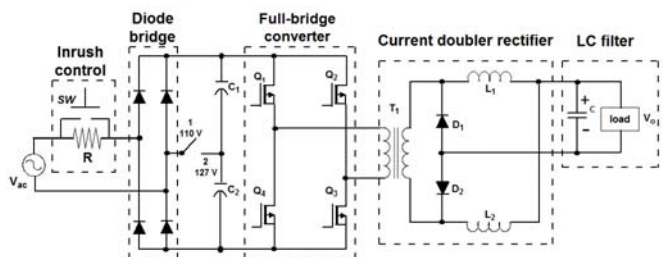 Inrush
control
Diode
bridge
Full-bridge
converter
Current doubler rectifier
LC filter
SW
R
Vac
1
110 V
2
127 V
C1
C2
Q1
Q2
Q4
Q3
T1
D1
D2
L1
L2
+
C
-
load
Vo